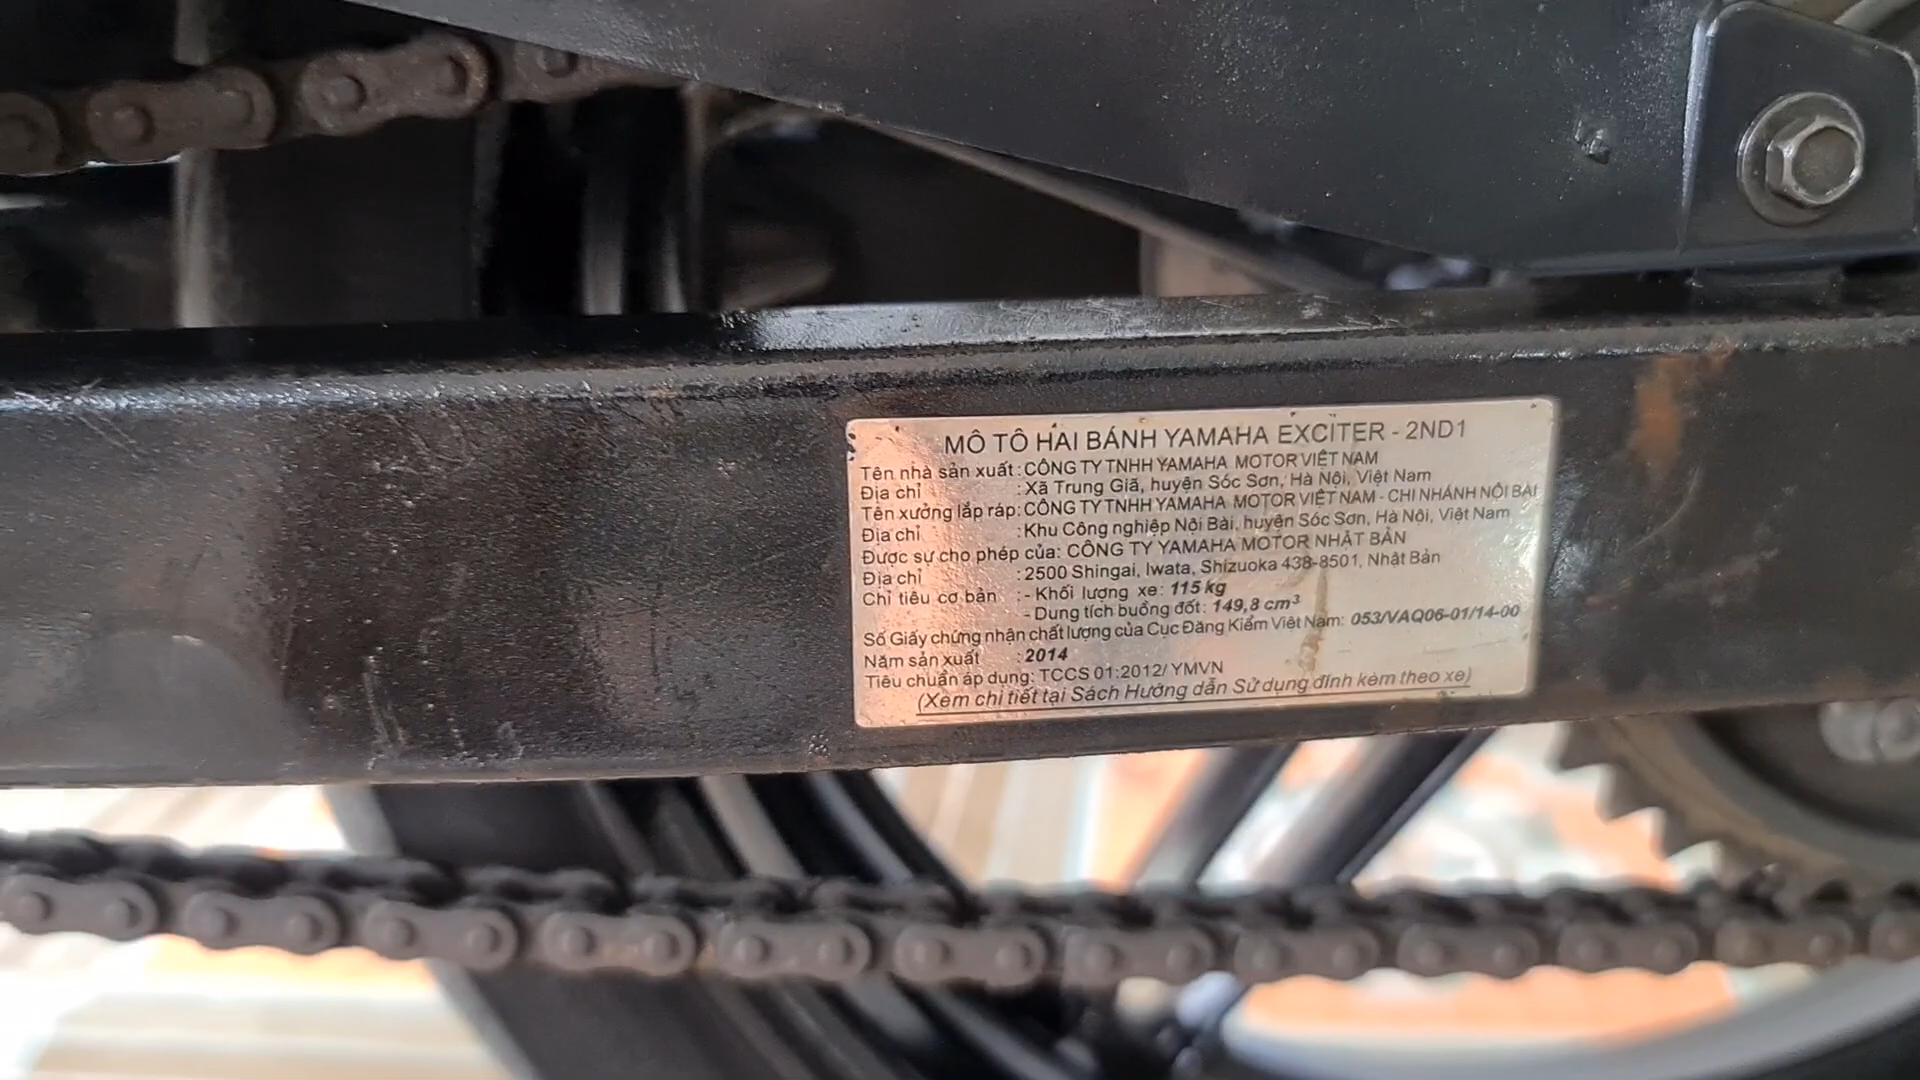 MÔ TÔ HAI BÁNH YAMAHA EXCITER - 2ND1
Tên nhà sản xuất : CÔNG TY TNHH YAMAHA MOTOR VIỆT NAM
Địa chỉ : Xã Trung Giã, huyện Sóc Sơn, Hà Nội, Việt Nam
Tên xưởng lắp ráp: CÔNG TY TNHH YAMAHA MOTOR VIỆT NAM - CHI NHÁNH NỘI BÀI
Địa chỉ : Khu Công nghiệp Nội Bài, huyện Sóc Sơn, Hà Nội, Việt Nam
Được sự cho phép của: CÔNG TY YAMAHA MOTOR NHẬT BẢN
Địa chỉ : 2500 Shingai, Iwata, Shizuoka 438-8501, Nhật Bản
Chỉ tiêu cơ bản : - Khối lượng xe: 115 kg
- Dung tích buồng đốt: 149,8 cm³
Số Giấy chứng nhận chất lượng của Cục Đăng Kiểm Việt Nam: 053/VAQ06-01/14-00
Năm sản xuất : 2014
Tiêu chuẩn áp dụng: TCCS 01:2012/ YMVN
(Xem chi tiết tại Sách Hướng dẫn Sử dụng đính kèm theo xe)